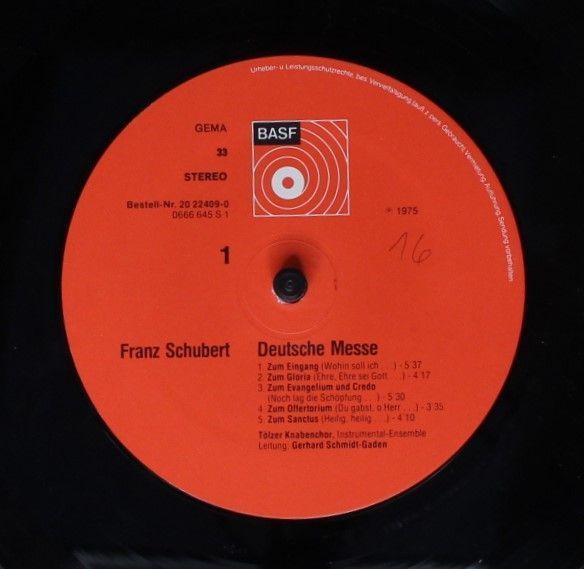 Urheber- u Leistungsschutzrechte, bes. Vervielfältigung (auch z. pers. Gebrauch), Vermietung, Aufführung, Sendung vorbehalten
GEMA
BASF
33
STEREO
Bestell-Nr. 20 22409-0
0666 645 S 1
℗ 1975
1
16
Franz Schubert
Deutsche Messe
1 Zum Eingang (Wohin soll ich . . .) - 5'37
2 Zum Gloria (Ehre, Ehre sei Gott . . .) - 4'17
3 Zum Evangelium und Credo
(Noch lag die Schöpfung . . .) - 5'30
4 Zum Offertorium (Du gabst, o Herr . . .) - 3'35
5 Zum Sanctus (Heilig, heilig . . .) - 4'10
Tölzer Knabenchor, Instrumental-Ensemble
Leitung: Gerhard Schmidt-Gaden